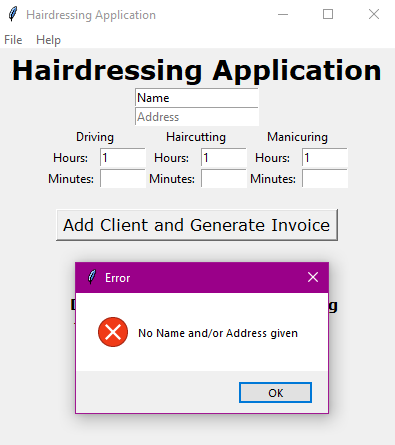 Hairdressing Application
File Help
Hairdressing Application
Name
Address
Driving Haircutting Manicuring
Hours: 1 Hours: 1 Hours: 1
Minutes: Minutes: Minutes:
Add Client and Generate Invoice
Error
No Name and/or Address given
OK